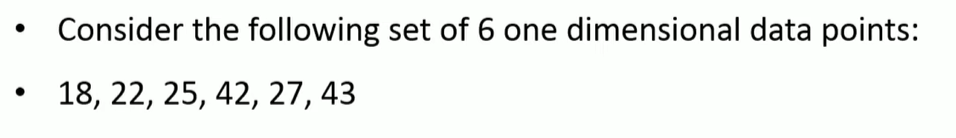 • Consider the following set of 6 one dimensional data points:
• 18, 22, 25, 42, 27, 43